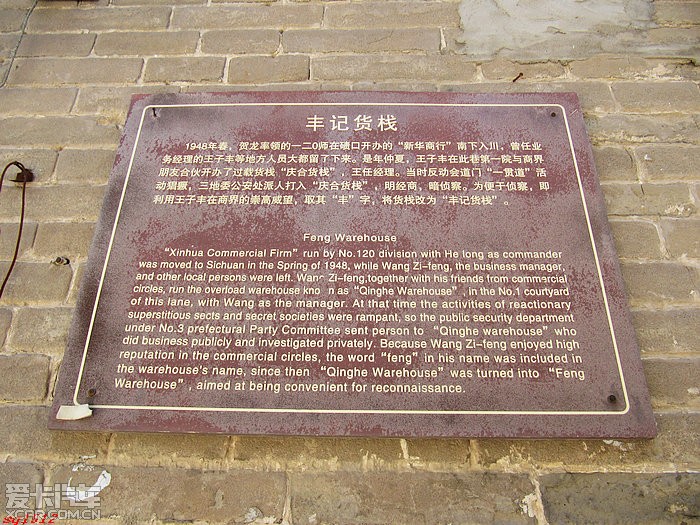 丰记货栈
1948年春，贺龙率领的一二0师在碛口开办的“新华商行”南下入川，曾任业
务经理的王子丰等地方人员大都留了下来。是年仲夏，王子丰在此巷第一院与商界
朋友合伙开办了过载货栈“庆合货栈”，王任经理。当时反动会道门“一贯道”活
动猖獗，三地委公安处派人打入“庆合货栈”，明经商，暗侦察。为便于侦察，即
利用王子丰在商界的崇高威望，取其“丰”字，将货栈改为“丰记货栈”。
Feng Warehouse
“Xinhua Commercial Firm” run by No.120 division with He long as commander
was moved to Sichuan in the Spring of 1948, while Wang Zi-feng, the business manager,
and other local persons were left. Wang Zi-feng,together with his friends from commercial
circles, run the overload warehouse kno n as“Qinghe Warehouse”, in the No.1 courtyard
of this lane, with Wang as the manager. At that time the activities of reactionary
superstitious sects and secret societies were rampant, so the public security department
under No.3 prefectural Party Committee sent person to “Qinghe warehouse” who
did business publicly and investigated privately. Because Wang Zi-feng enjoyed high
reputation in the commercial circles, the word “feng” in his name was included in
the warehouse's name, since then “Qinghe Warehouse” was turned into “Feng
Warehouse”, aimed at being convenient for reconnaissance.
爱卡汽车
XCAR.COM.CN